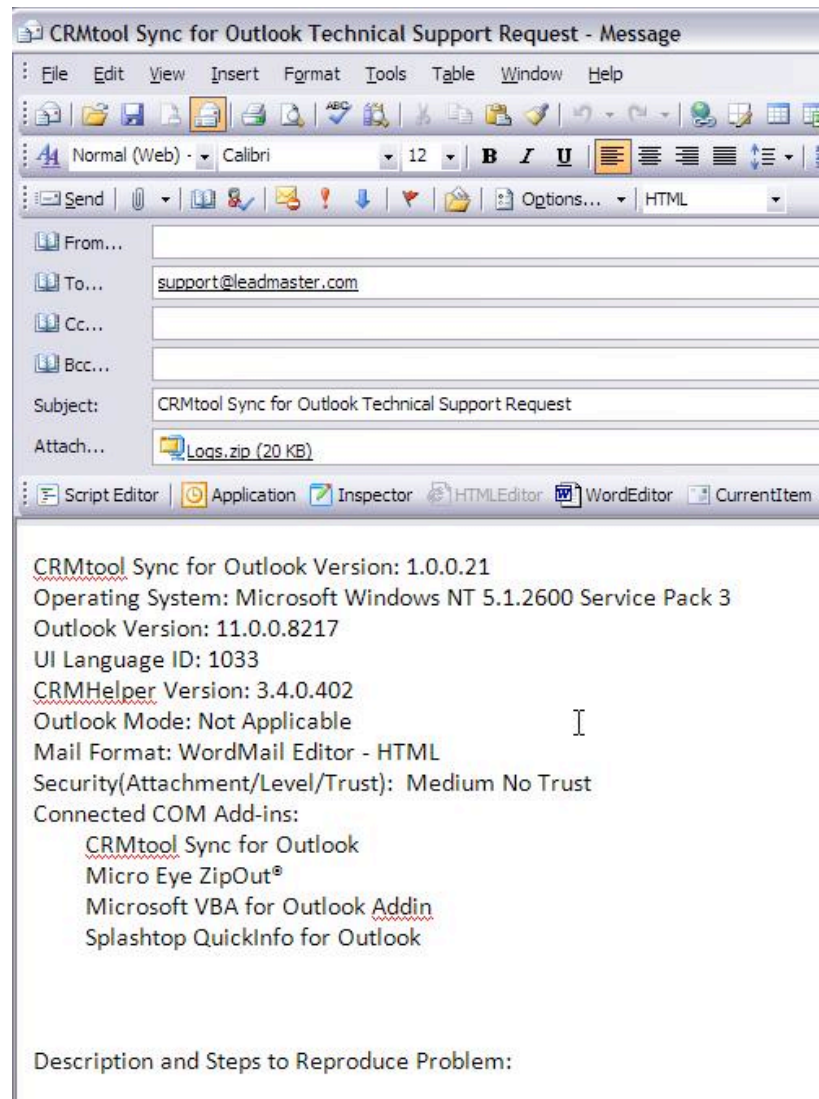 CRMtool Sync for Outlook Technical Support Request - Message
File Edit View Insert Format Tools Table Window Help
ABC
A4 Normal (Web) - Calibri 12 B I U
Send Options... HTML
From...
To... support@leadmaster.com
Cc...
Bcc...
Subject: CRMtool Sync for Outlook Technical Support Request
Attach... Logs.zip (20 KB)
Script Editor Application Inspector HTMLEditor WordEditor CurrentItem
CRMtool Sync for Outlook Version: 1.0.0.21
Operating System: Microsoft Windows NT 5.1.2600 Service Pack 3
Outlook Version: 11.0.0.8217
UI Language ID: 1033
CRMHelper Version: 3.4.0.402
Outlook Mode: Not Applicable
Mail Format: WordMail Editor - HTML
Security(Attachment/Level/Trust):  Medium No Trust
Connected COM Add-ins:
CRMtool Sync for Outlook
Micro Eye ZipOut®
Microsoft VBA for Outlook Addin
Splashtop QuickInfo for Outlook
Description and Steps to Reproduce Problem: